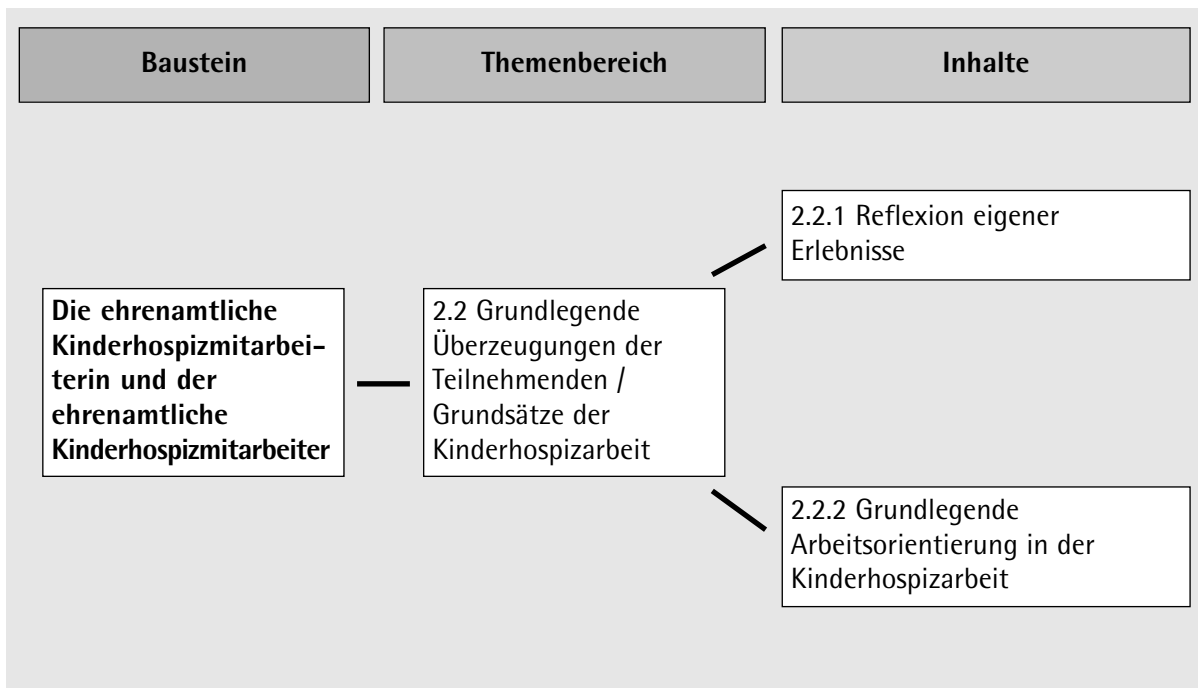 Baustein
Themenbereich
Inhalte
Die ehrenamtliche
Kinderhospizmitarbei-
terin und der
ehrenamtliche
Kinderhospizmitarbeiter
2.2 Grundlegende
Überzeugungen der
Teilnehmenden /
Grundsätze der
Kinderhospizarbeit
2.2.1 Reflexion eigener
Erlebnisse
2.2.2 Grundlegende
Arbeitsorientierung in der
Kinderhospizarbeit